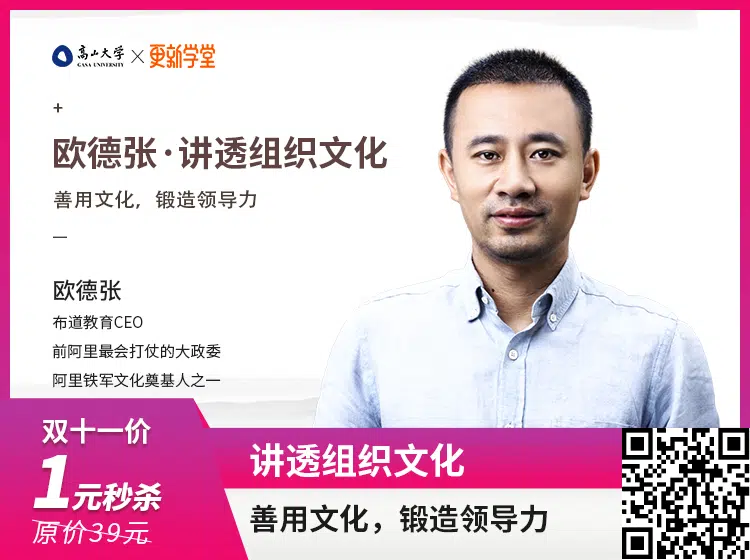 高山大学 × 更新学堂
GASA UNIVERSITY
+
欧德张·讲透组织文化
善用文化，锻造领导力
—
欧德张
布道教育CEO
前阿里最会打仗的大政委
阿里铁军文化奠基人之一
双十一价
1元秒杀
原价39元
讲透组织文化
善用文化，锻造领导力